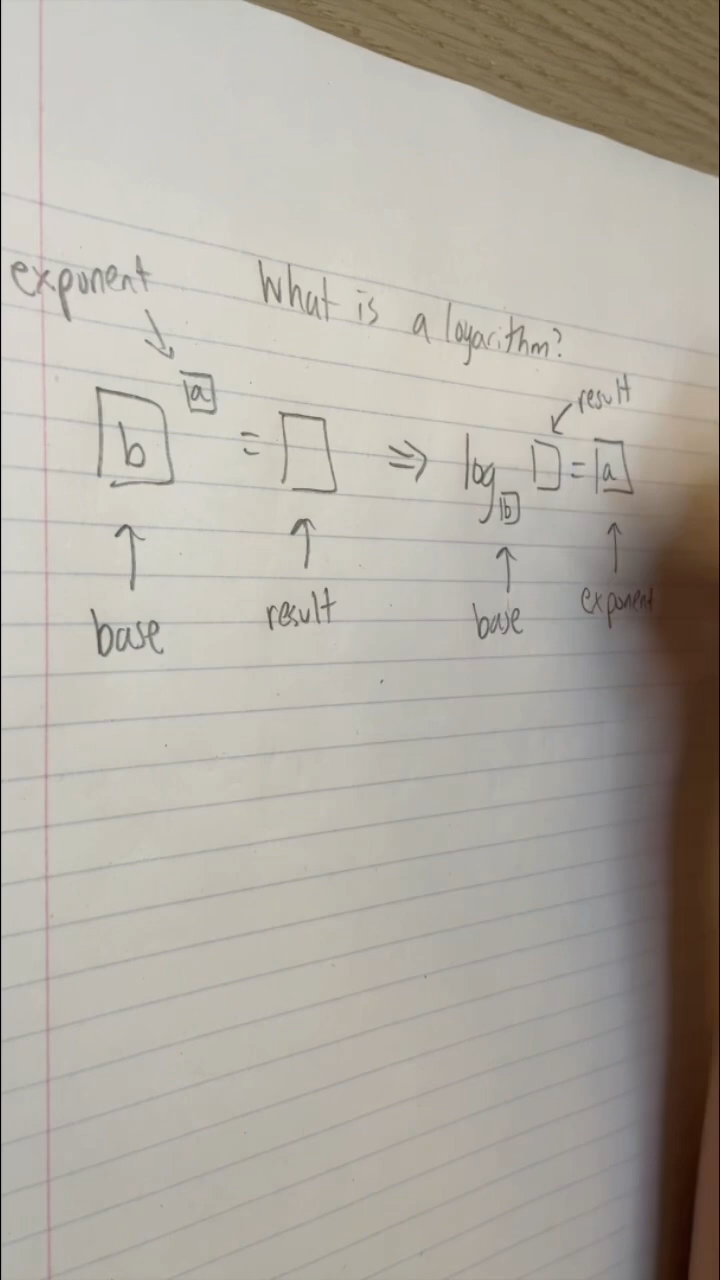 What is a logarithm?
exponent
b a = ⇒ log b = a
result
base result base exponent